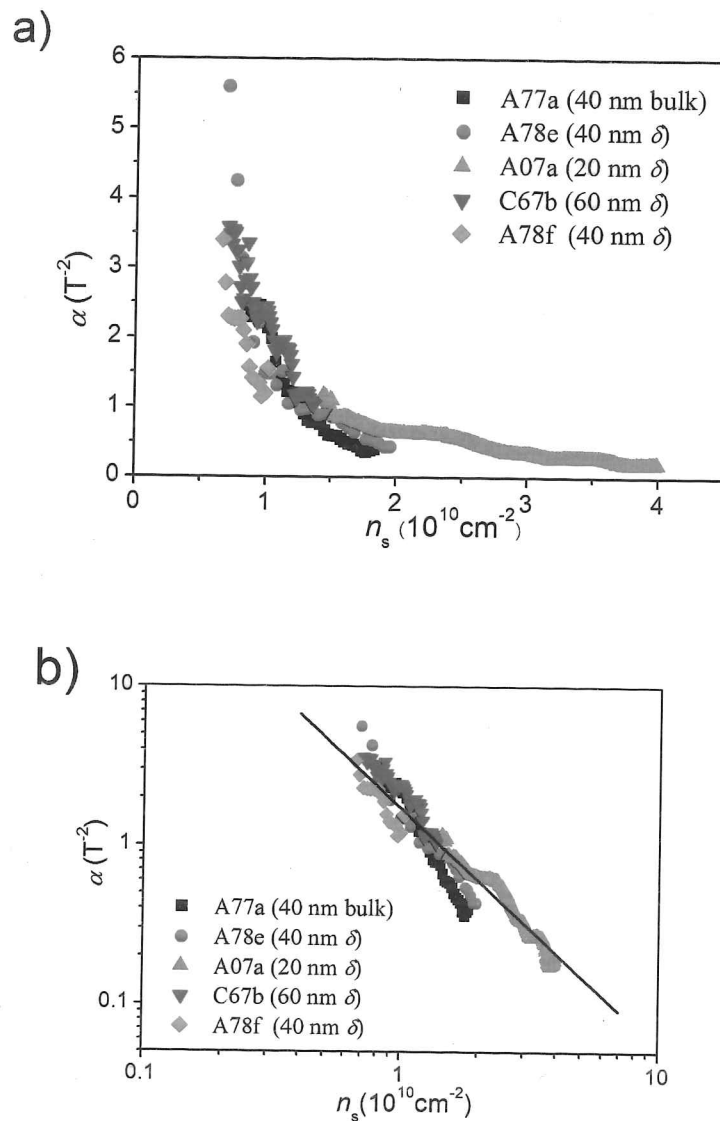 a)
6
5
4
3
2
1
0
α (T⁻²)
A77a (40 nm bulk)
A78e (40 nm δ)
A07a (20 nm δ)
C67b (60 nm δ)
A78f (40 nm δ)
0 1 2 3 4
nₛ (10¹⁰cm⁻²)
b)
10
1
0.1
α (T⁻²)
A77a (40 nm bulk)
A78e (40 nm δ)
A07a (20 nm δ)
C67b (60 nm δ)
A78f (40 nm δ)
0.1 1 10
nₛ (10¹⁰cm⁻²)